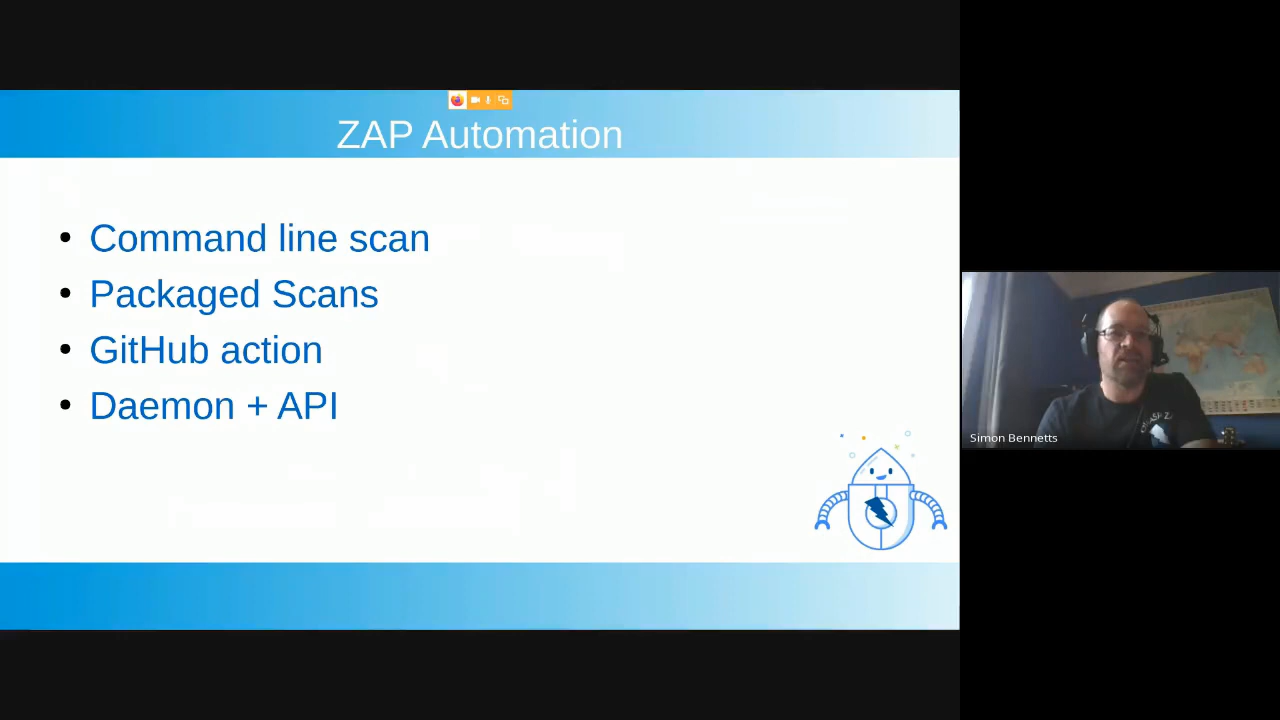 ZAP Automation
Command line scan
Packaged Scans
GitHub action
Daemon + API
Simon Bennetts